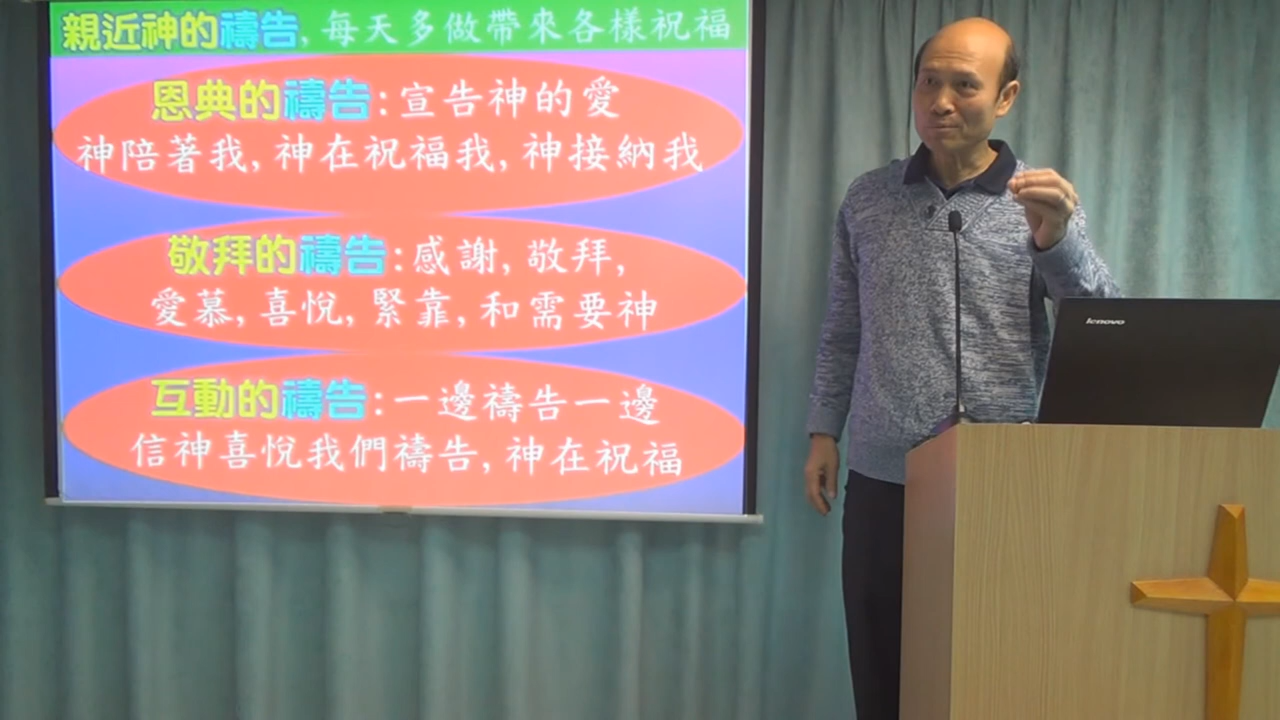 親近神的禱告, 每天多做帶來各樣祝福
恩典的禱告: 宣告神的愛
神陪著我, 神在祝福我, 神接納我
敬拜的禱告: 感謝, 敬拜,
愛慕, 喜悅, 緊靠, 和需要神
互動的禱告: 一邊禱告一邊
信神喜悅我們禱告, 神在祝福
lenovo